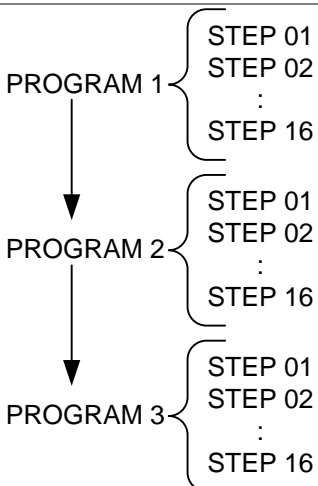 STEP 01
STEP 02
PROGRAM 1
:
STEP 16
STEP 01
STEP 02
PROGRAM 2
:
STEP 16
STEP 01
STEP 02
PROGRAM 3
:
STEP 16